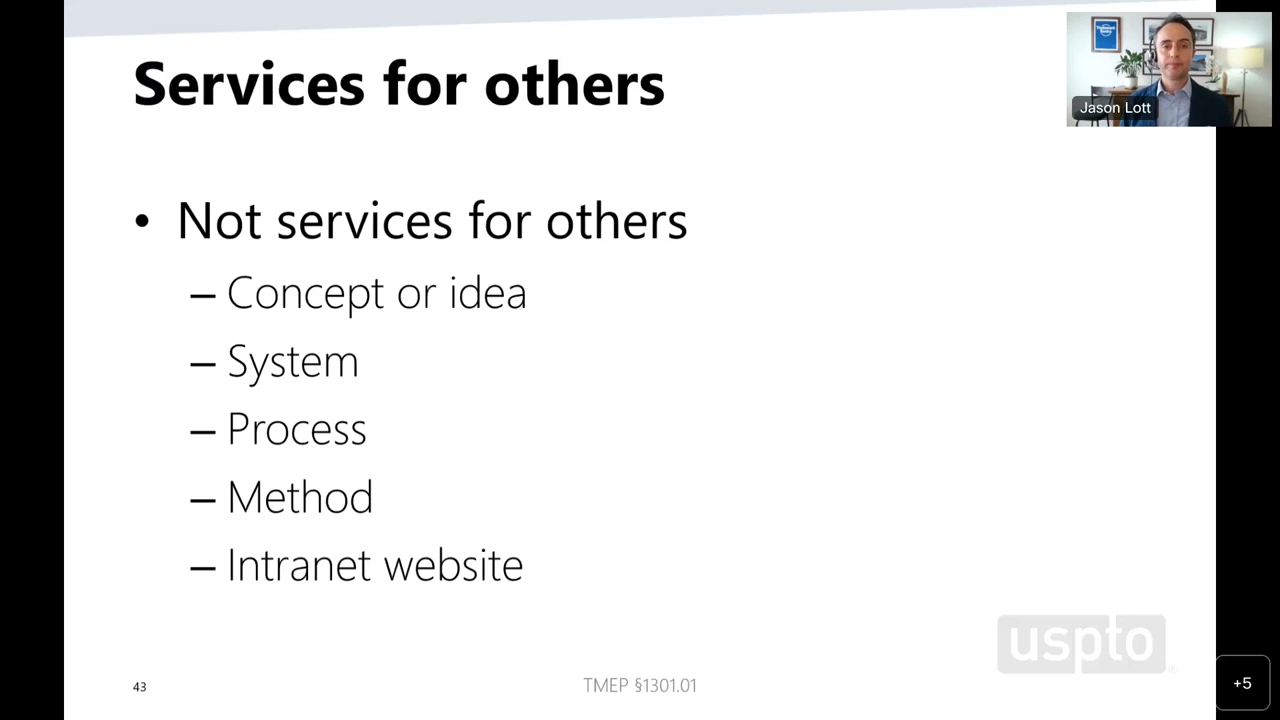 Services for others
Jason Lott
• Not services for others
– Concept or idea
– System
– Process
– Method
– Intranet website
uspto
43
TMEP §1301.01
+5